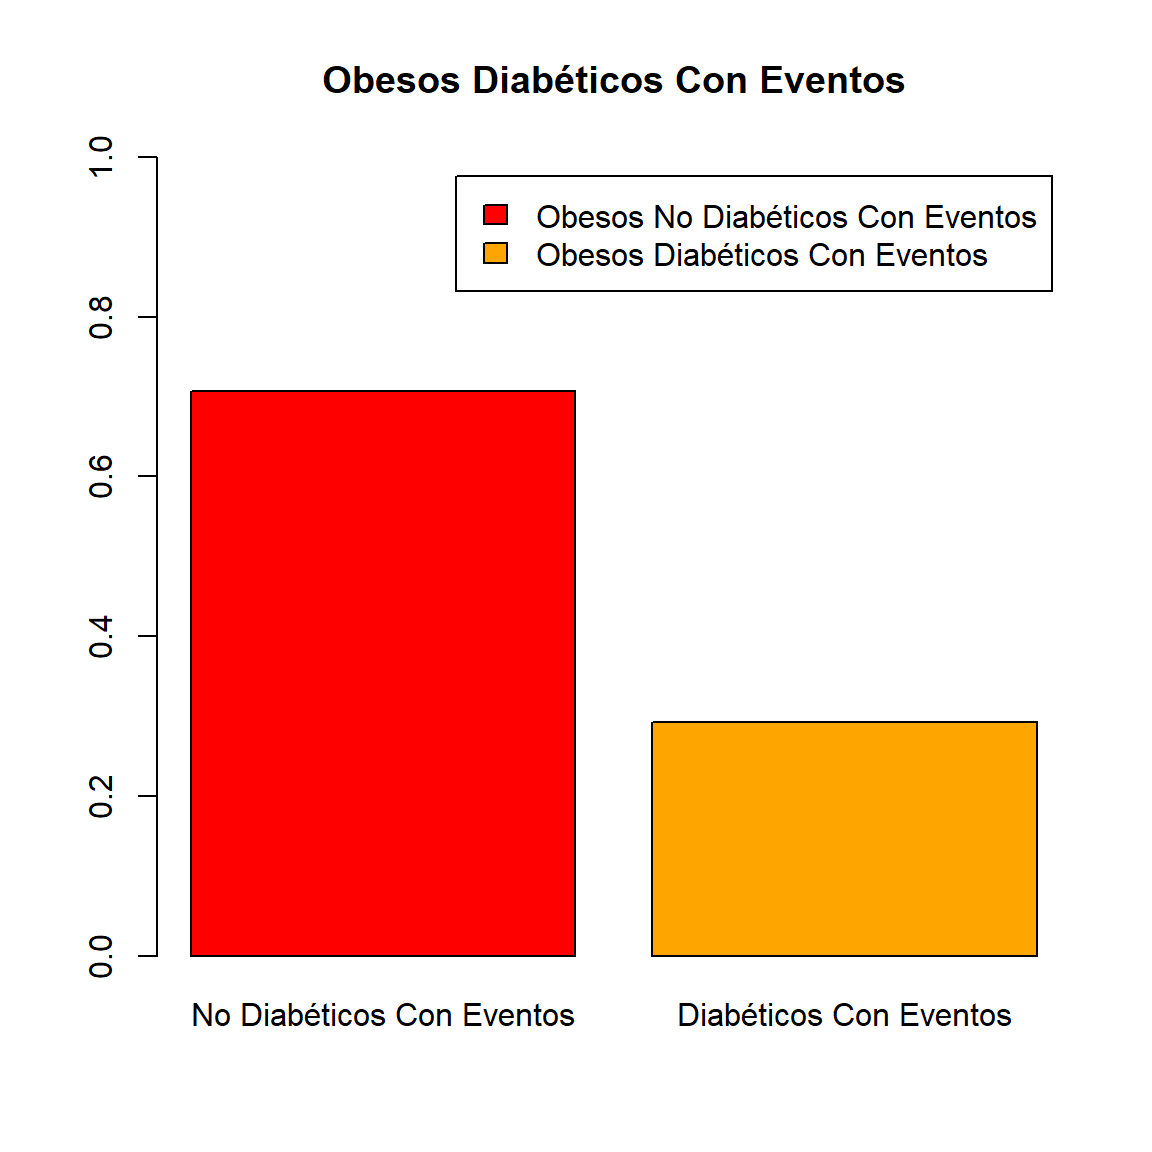 Obesos Diabéticos Con Eventos
1.0
0.8
0.6
0.4
0.2
0.0
Obesos No Diabéticos Con Eventos
Obesos Diabéticos Con Eventos
No Diabéticos Con Eventos
Diabéticos Con Eventos